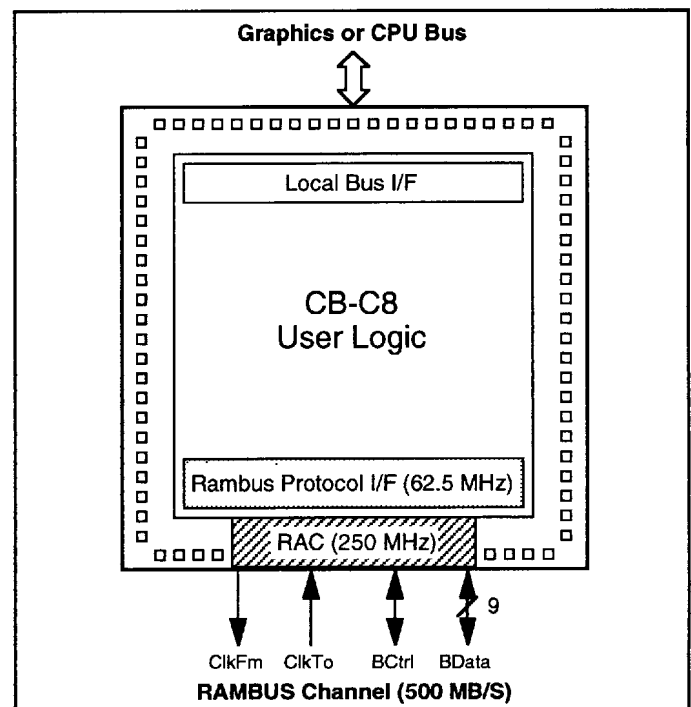 Graphics or CPU Bus
Local Bus I/F
CB-C8
User Logic
Rambus Protocol I/F (62.5 MHz)
RAC (250 MHz)
9
ClkFm ClkTo BCtrl BData
RAMBUS Channel (500 MB/S)